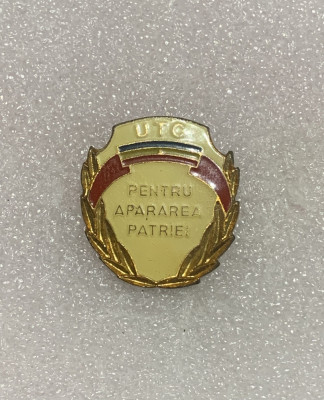 UTC
PENTRU
APARAREA
PATRIEI